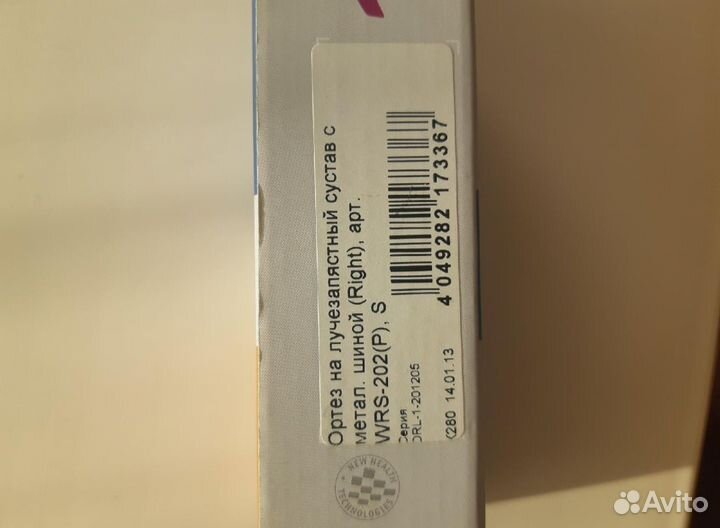 Ортез на лучезапястный сустав с
метал. шиной (Right), арт.
WRS-202(P), S
Серия
ORL-1-201205
X280 14.01.13
4 049282 173367
NEW HEALTH
TECHNOLOGIES
Avito